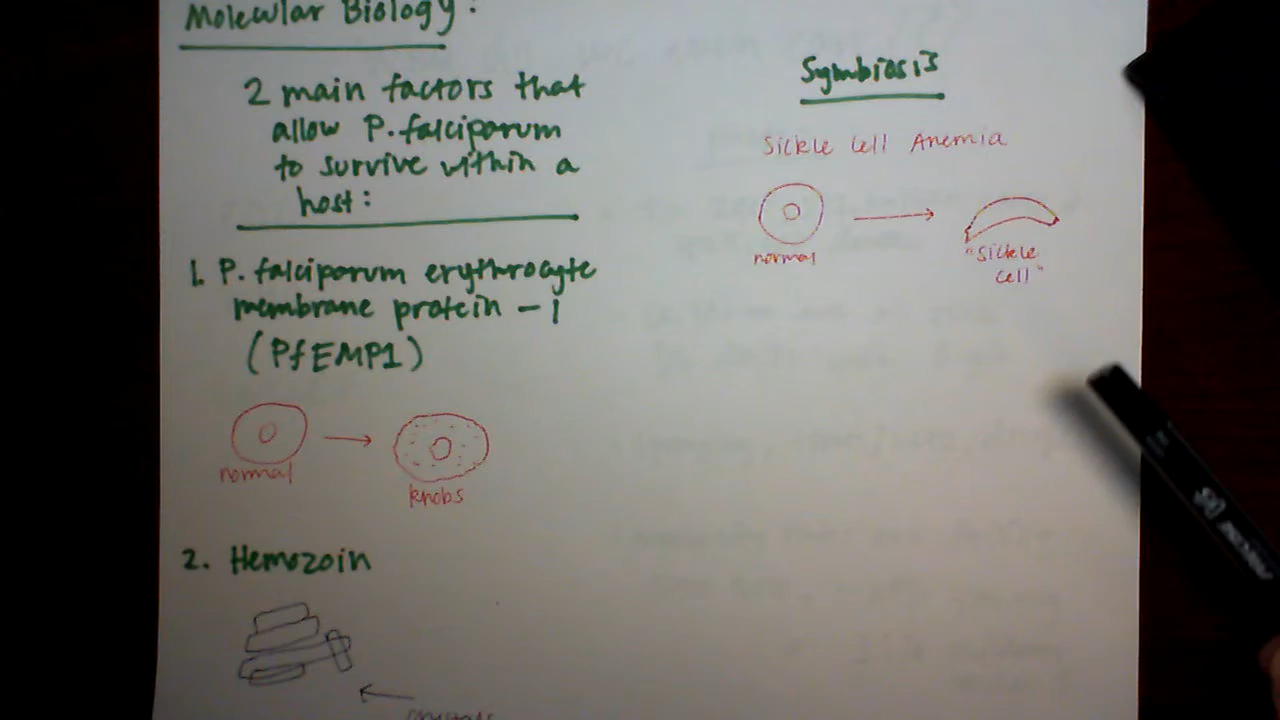 Molecular Biology:
2 main factors that
allow P. falciparum
to survive within a
host:
1. P. falciparum erythrocyte
membrane protein - 1
(PfEMP1)
normal
knobs
2. Hemozoin
crystals
Symbiosis
Sickle Cell Anemia
normal
"Sickle
Cell"